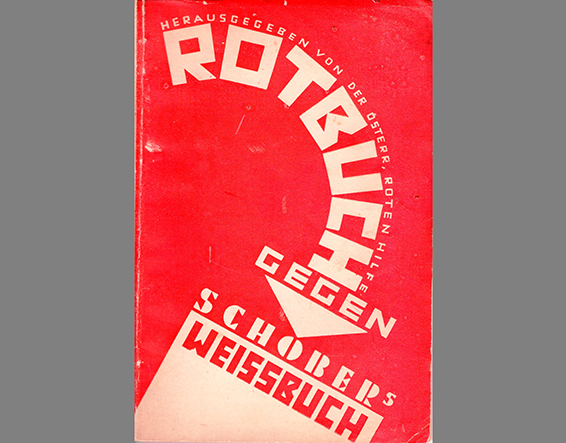 HERAUSGEGEBEN VON DER ÖSTERR, ROTEN HILFE
ROTBUCH
GEGEN
SCHOBERS
WEISSBUCH